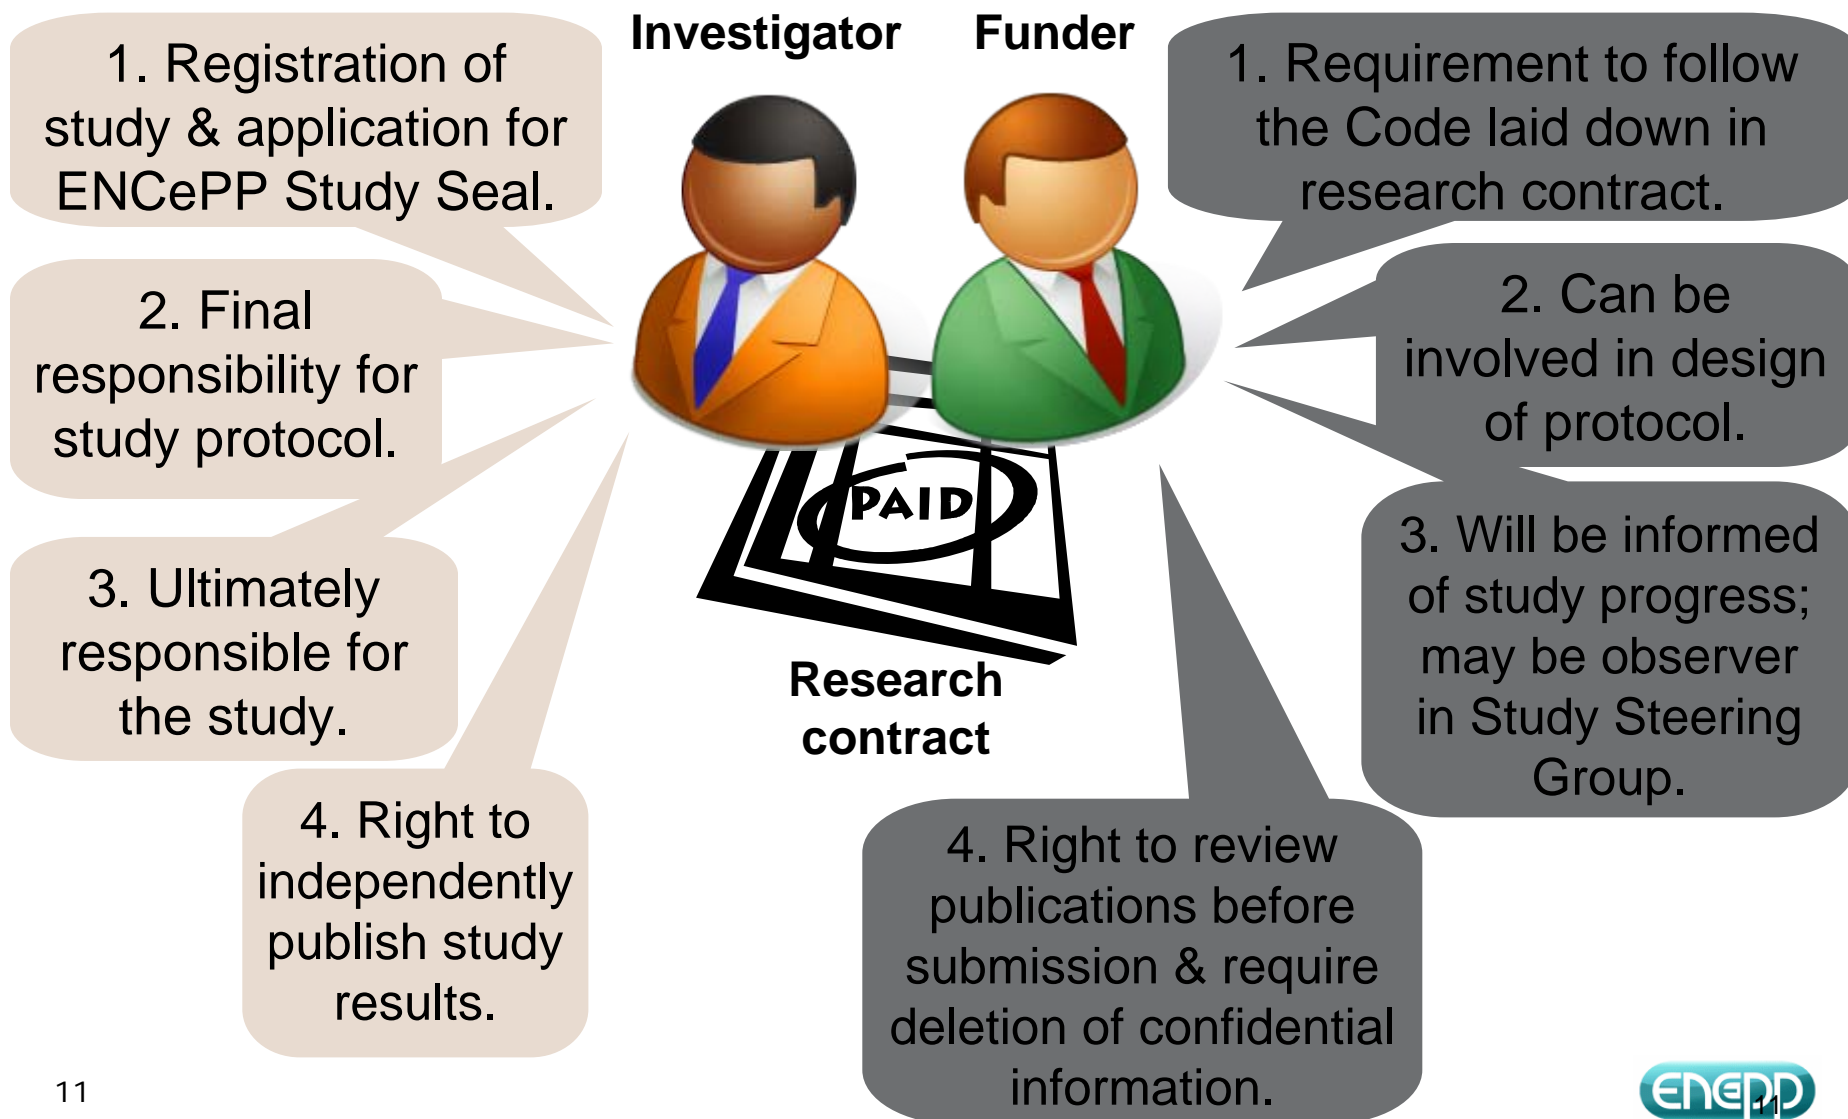 Investigator
Funder
1. Registration of
study & application for
ENCePP Study Seal.
2. Final
responsibility for
study protocol.
3. Ultimately
responsible for
the study.
4. Right to
independently
publish study
results.
1. Requirement to follow
the Code laid down in
research contract.
2. Can be
involved in design
of protocol.
3. Will be informed
of study progress;
may be observer
in Study Steering
Group.
4. Right to review
publications before
submission & require
deletion of confidential
information.
PAID
Research
contract
11
11